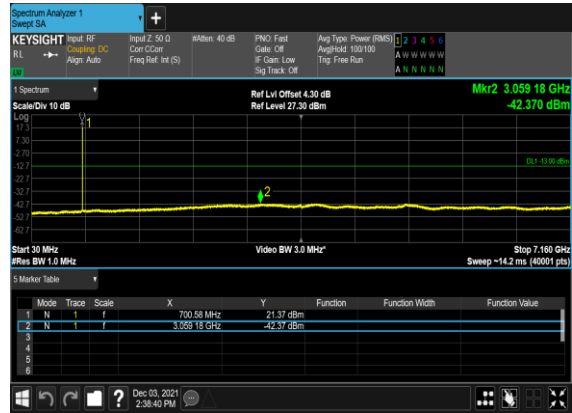 Spectrum Analyzer 1
Swept SA
KEYSIGHT Input: RF Input Z: 50 Ω #Atten: 40 dB PNO: Fast Avg Type: Power (RMS) 1 2 3 4 5 6
RL Coupling: DC Corr CCorr Gate: Off Avg|Hold: 100/100 A W W W W W
Align: Auto Freq Ref: Int (S) IF Gain: Low Trig: Free Run
LW Sig Track: Off A N N N N N
1 Spectrum Ref Lvl Offset 4.30 dB Mkr2 3.059 18 GHz
Scale/Div 10 dB Ref Level 27.30 dBm -42.370 dBm
Log
17.3 1
7.30
-2.70
-12.7 DL1 -13.00 dBm
-22.7
-32.7 2
-42.7
-52.7
-62.7
Start 30 MHz Video BW 3.0 MHz* Stop 7.160 GHz
#Res BW 1.0 MHz Sweep ~14.2 ms (40001 pts)
5 Marker Table
Mode Trace Scale X Y Function Function Width Function Value
1 N 1 f 700.58 MHz 21.37 dBm
2 N 1 f 3.059 18 GHz -42.37 dBm
3
4
5
6
? Dec 03, 2021
2:38:40 PM